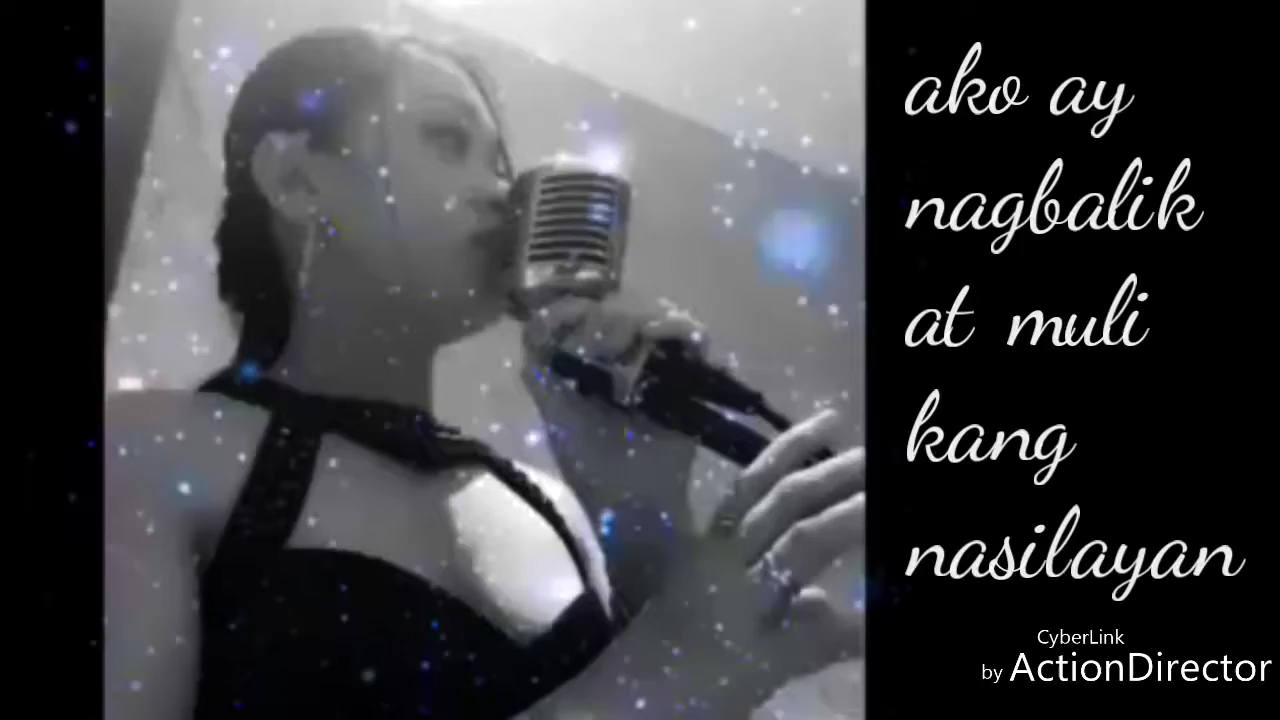 ako ay
nagbalik
at muli
kang
nasilayan
CyberLink
by ActionDirector